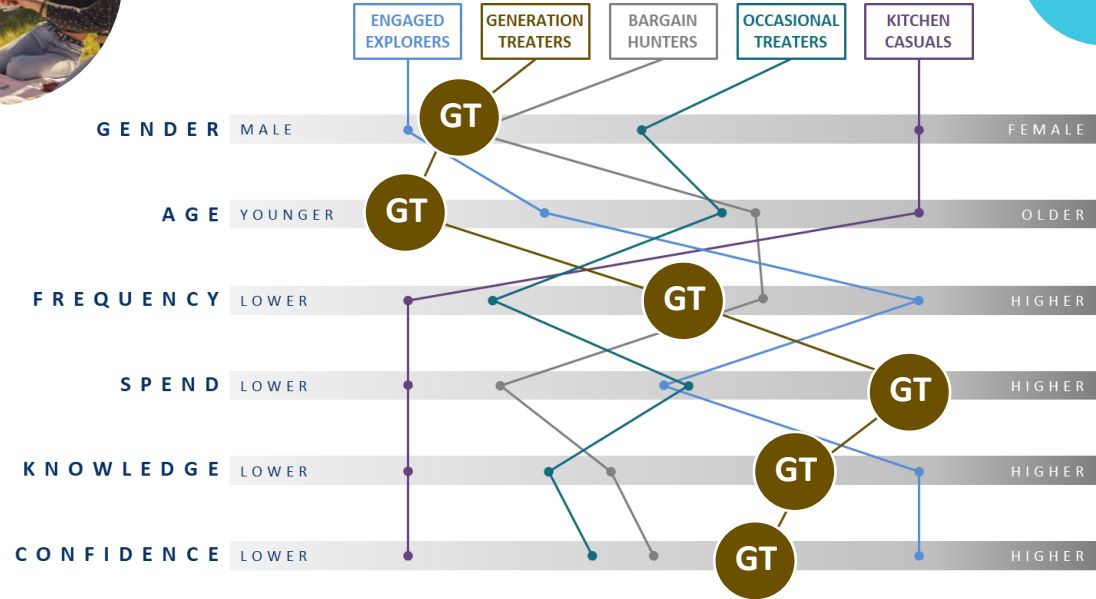 ENGAGED
EXPLORERS
GENERATION
TREATERS
BARGAIN
HUNTERS
OCCASIONAL
TREATERS
KITCHEN
CASUALS
GT
GENDER MALE FEMALE
GT
AGE YOUNGER OLDER
GT
FREQUENCY LOWER HIGHER
GT
SPEND LOWER HIGHER
GT
KNOWLEDGE LOWER HIGHER
GT
CONFIDENCE LOWER HIGHER